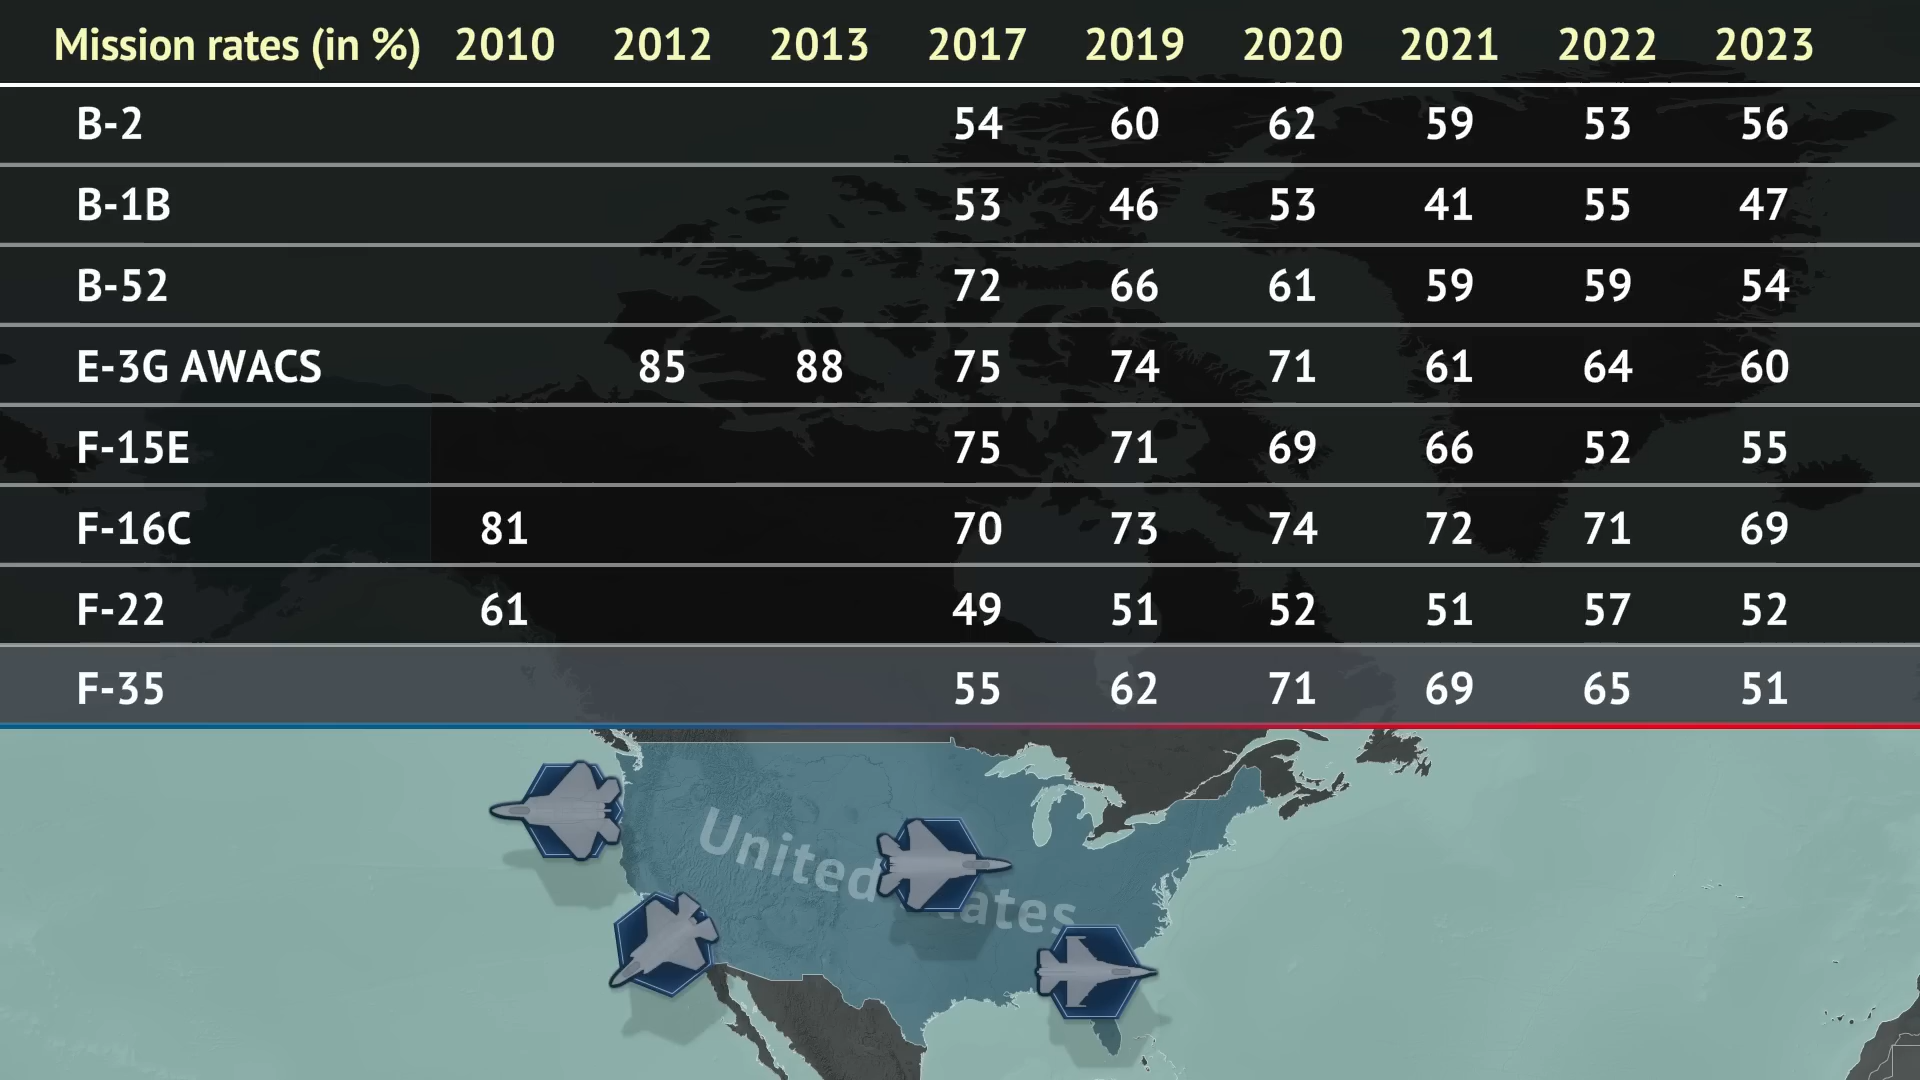 Mission rates (in %) 2010 2012 2013 2017 2019 2020 2021 2022 2023
B-2 54 60 62 59 53 56
B-1B 53 46 53 41 55 47
B-52 72 66 61 59 59 54
E-3G AWACS 85 88 75 74 71 61 64 60
F-15E 75 71 69 66 52 55
F-16C 81 70 73 74 72 71 69
F-22 61 49 51 52 51 57 52
F-35 55 62 71 69 65 51
United ates